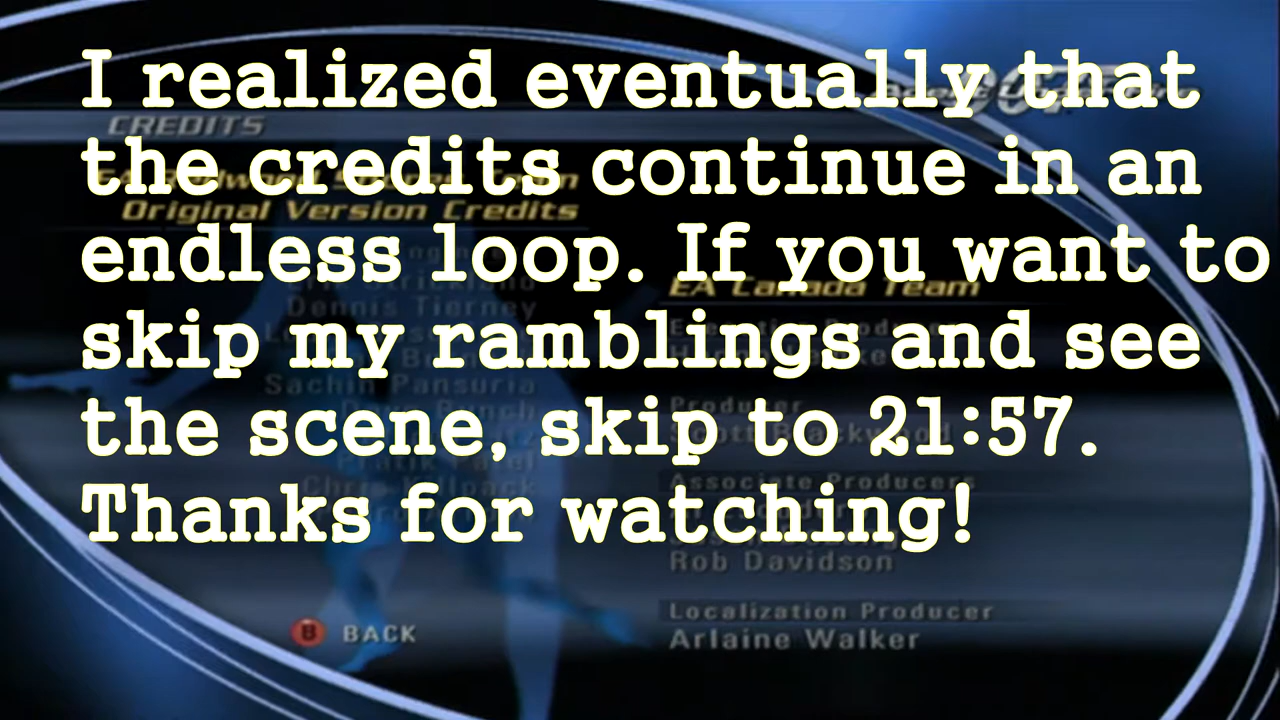 I realized eventually that
the credits continue in an
endless loop. If you want to
skip my ramblings and see
the scene, skip to 21:57.
Thanks for watching!
CREDITS
Original Version Credits
Dennis Tierney
Sachin Pansuria
EA Canada Team
Producer
Associate Producers
Rob Davidson
Localization Producer
Arlaine Walker
B BACK